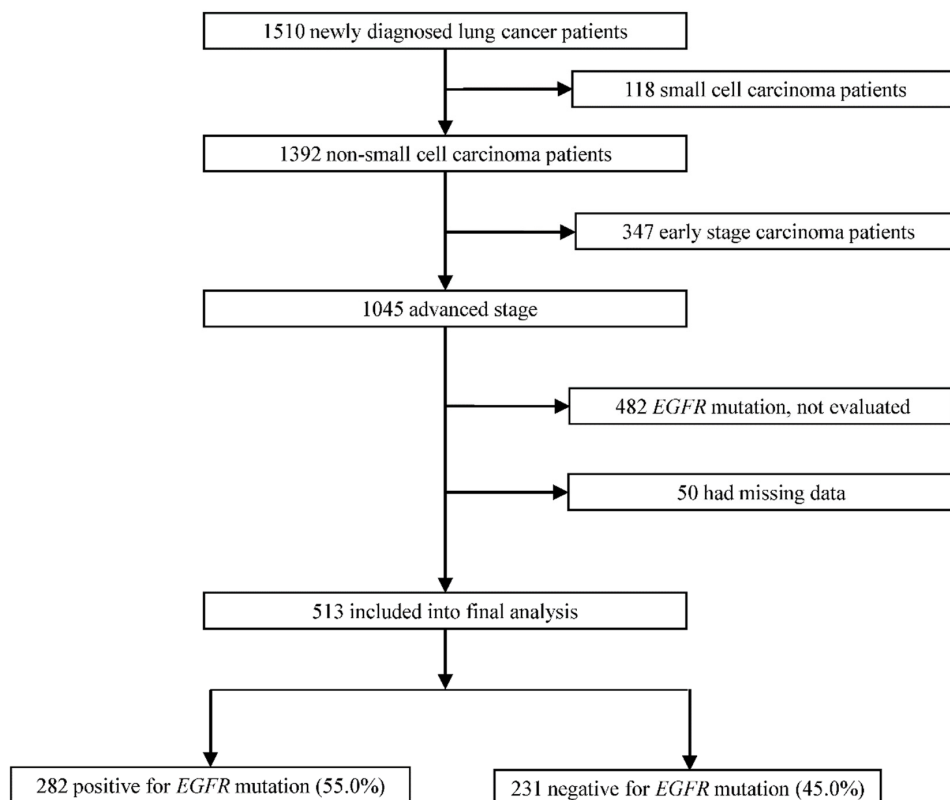 1510 newly diagnosed lung cancer patients
118 small cell carcinoma patients
1392 non-small cell carcinoma patients
347 early stage carcinoma patients
1045 advanced stage
482 EGFR mutation, not evaluated
50 had missing data
513 included into final analysis
282 positive for EGFR mutation (55.0%)
231 negative for EGFR mutation (45.0%)